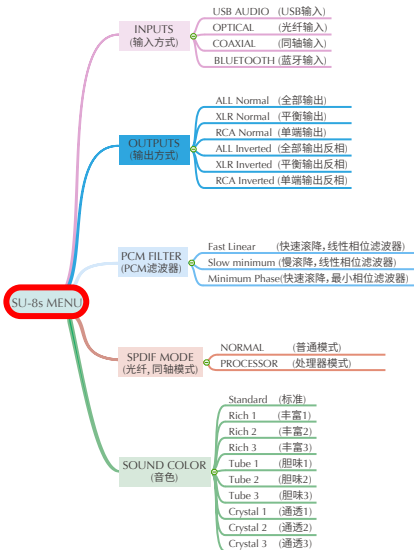 USB AUDIO (USB输入)
OPTICAL (光纤输入)
COAXIAL (同轴输入)
BLUETOOTH (蓝牙输入)
INPUTS
(输入方式)
ALL Normal (全部输出)
XLR Normal (平衡输出)
RCA Normal (单端输出)
ALL Inverted (全部输出反相)
XLR Inverted (平衡输出反相)
RCA Inverted (单端输出反相)
OUTPUTS
(输出方式)
Fast Linear (快速滚降,线性相位滤波器)
Slow minimum (慢滚降,线性相位滤波器)
Minimum Phase(快速滚降,最小相位滤波器)
PCM FILTER
(PCM滤波器)
SU-8s MENU
NORMAL (普通模式)
PROCESSOR (处理器模式)
SPDIF MODE
(光纤,同轴模式)
Standard (标准)
Rich 1 (丰富1)
Rich 2 (丰富2)
Rich 3 (丰富3)
Tube 1 (胆味1)
Tube 2 (胆味2)
Tube 3 (胆味3)
Crystal 1 (通透1)
Crystal 2 (通透2)
Crystal 3 (通透3)
SOUND COLOR
(音色)